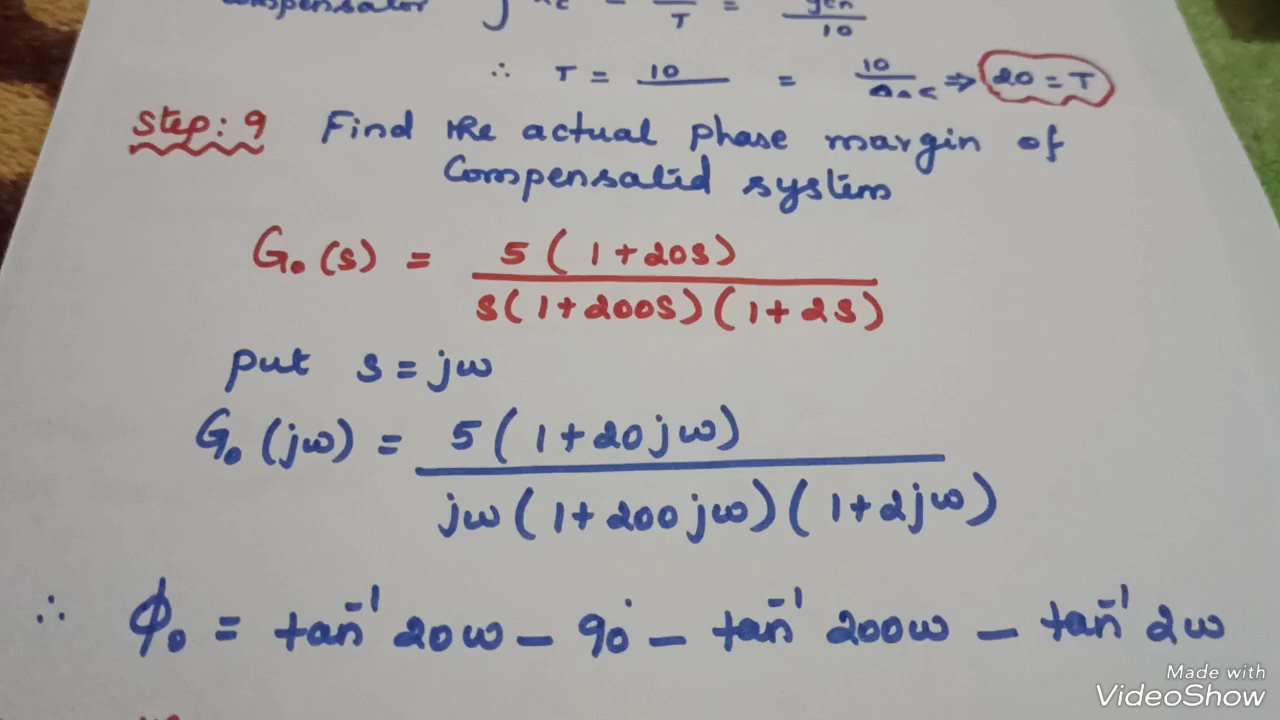 T =
10
∴ T = 10 = 10 ⇒ 20 = T
Step: 9 Find the actual phase margin of
Compensated system
G₀(s) = 5(1+20s)
s(1+200s)(1+2s)
put s = jω
G₀(jω) = 5(1+20jω)
jω(1+200jω)(1+2jω)
∴ ϕ₀ = tan⁻¹ 20ω − 90° − tan⁻¹ 200ω − tan⁻¹ 2ω
Made with
VideoShow